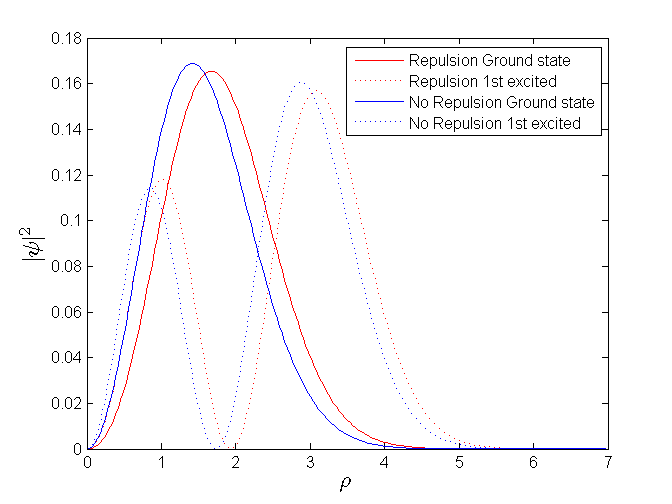 0.18
0.16
0.14
0.12
0.1
0.08
0.06
0.04
0.02
0
|ψ|²
Repulsion Ground state
Repulsion 1st excited
No Repulsion Ground state
No Repulsion 1st excited
0 1 2 3 4 5 6 7
ρ